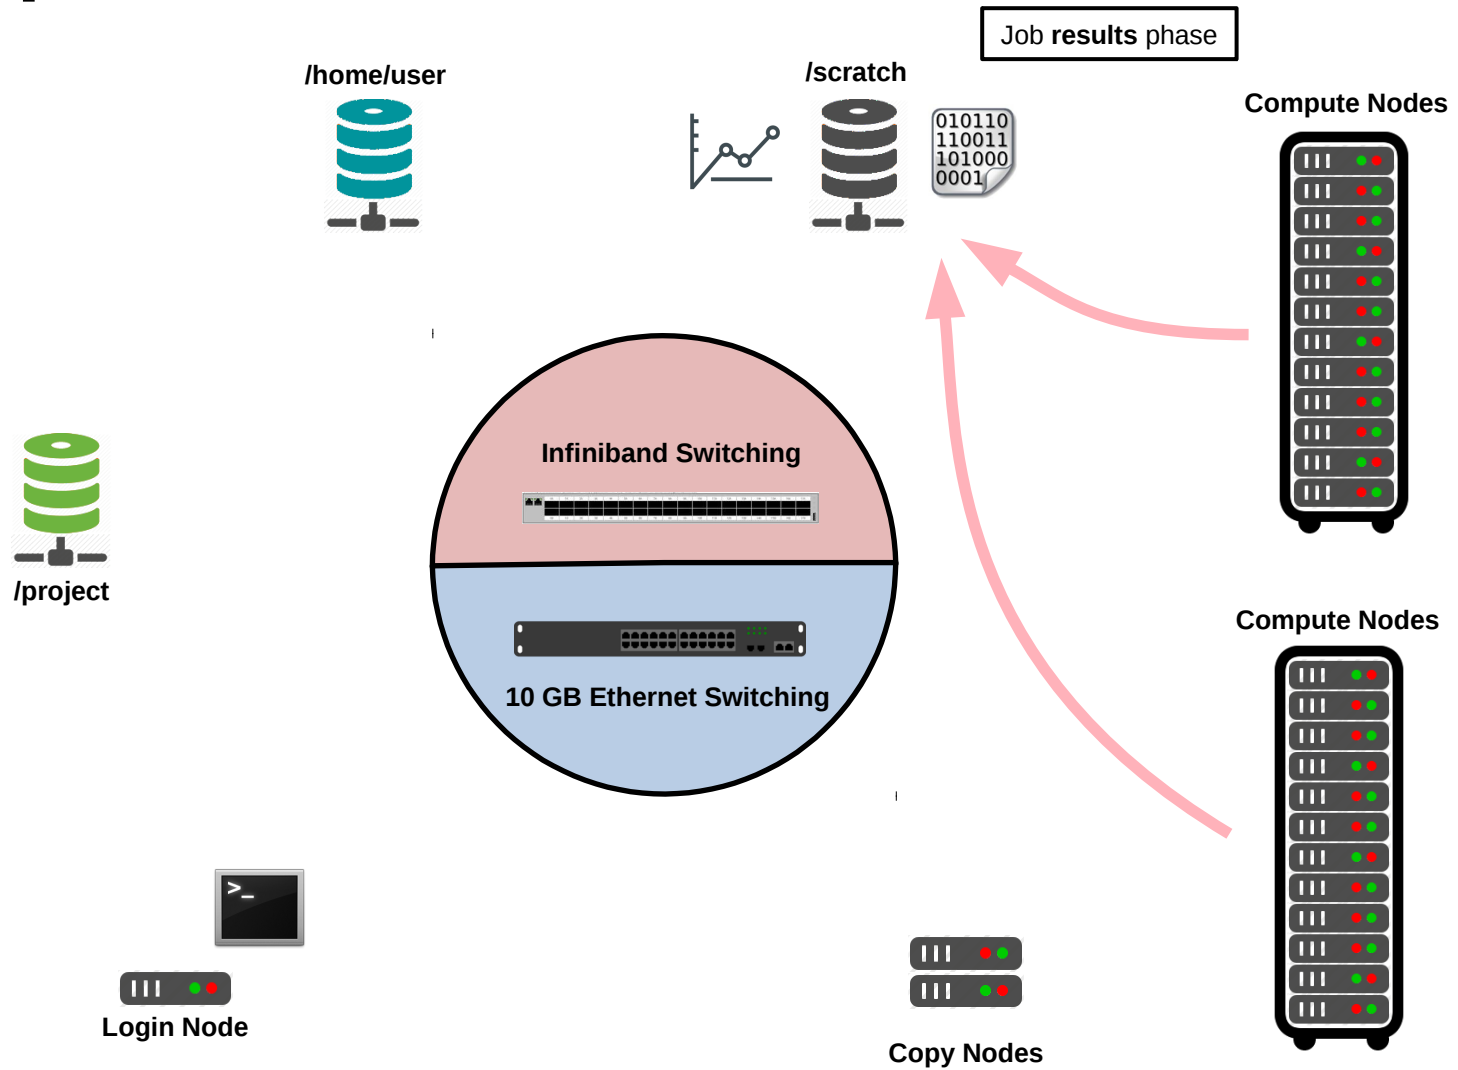 Job results phase
/home/user
/scratch
Compute Nodes
010110
110011
101000
0001
Infiniband Switching
/project
10 GB Ethernet Switching
Compute Nodes
>_
Login Node
Copy Nodes